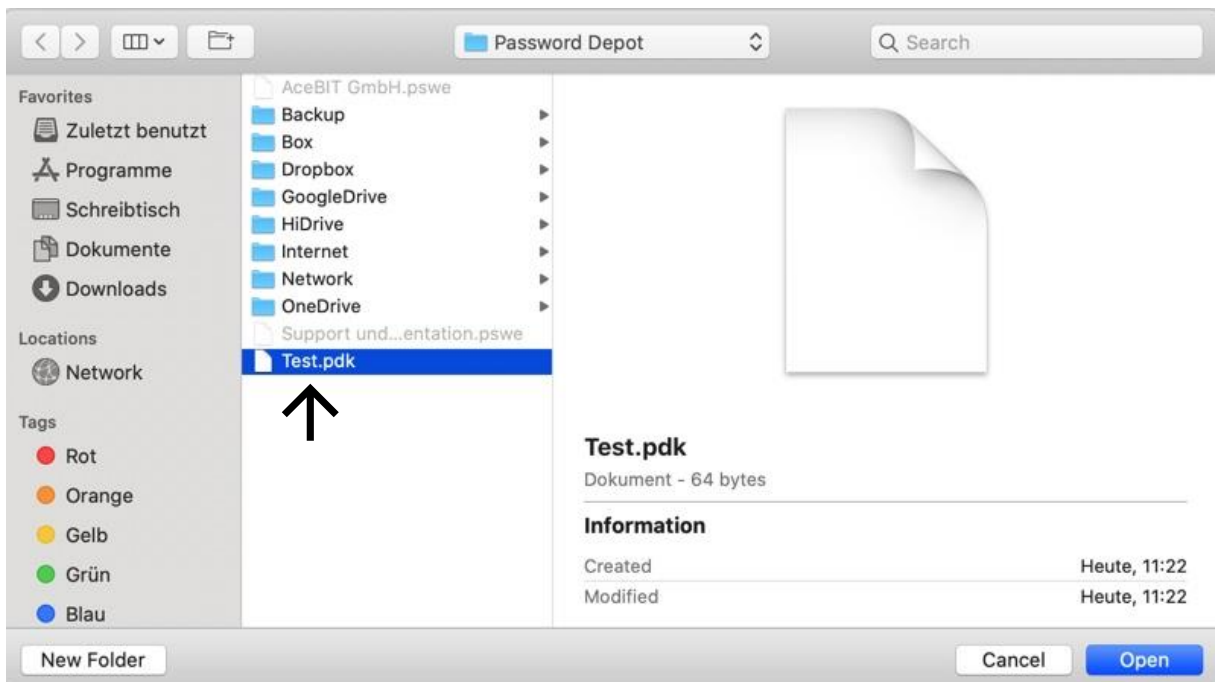 Password Depot
Search
Favorites
Zuletzt benutzt
Programme
Schreibtisch
Dokumente
Downloads
Locations
Network
Tags
Rot
Orange
Gelb
Grün
Blau
AceBIT GmbH.pswe
Backup
Box
Dropbox
GoogleDrive
HiDrive
Internet
Network
OneDrive
Support und...entation.pswe
Test.pdk
Test.pdk
Dokument - 64 bytes
Information
Created Heute, 11:22
Modified Heute, 11:22
New Folder
Cancel
Open